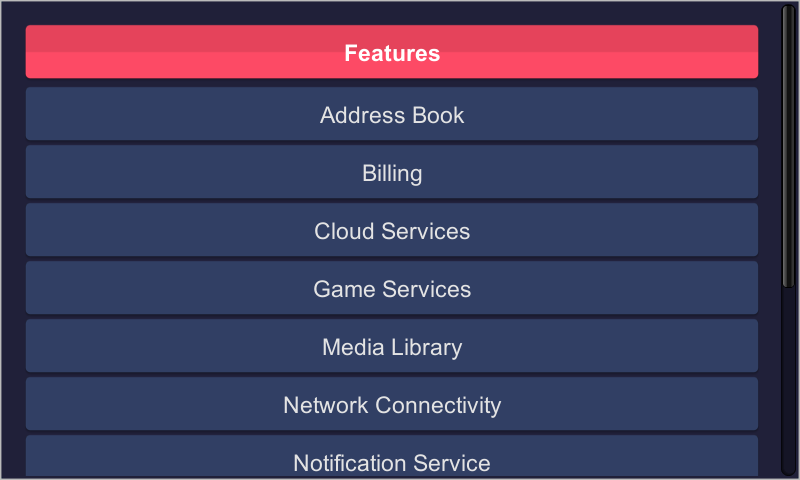 Features
Address Book
Billing
Cloud Services
Game Services
Media Library
Network Connectivity
Notification Service